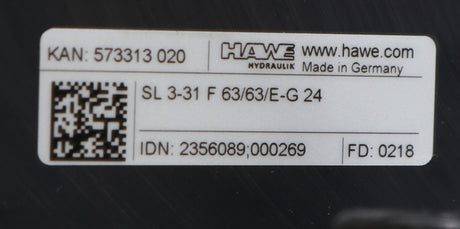 KAN: 573313 020
HAWE
HYDRAULIK
www.hawe.com
Made in Germany
SL 3-31 F 63/63/E-G 24
IDN: 2356089;000269
FD: 0218